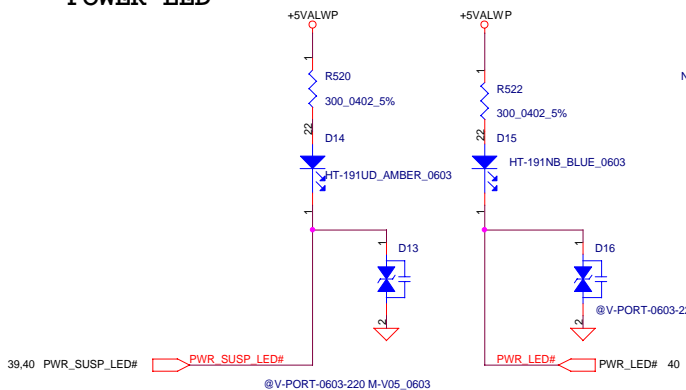 POWER LED
+5VALWP
+5VALWP
1
1
R520
R522
N
300_0402_5%
300_0402_5%
22
22
D14
D15
HT-191UD_AMBER_0603
HT-191NB_BLUE_0603
1
1
1
1
D13
D16
2
2
@V-PORT-0603-22
39,40 PWR_SUSP_LED#
PWR_SUSP_LED#
PWR_LED#
PWR_LED# 40
@V-PORT-0603-220 M-V05_0603